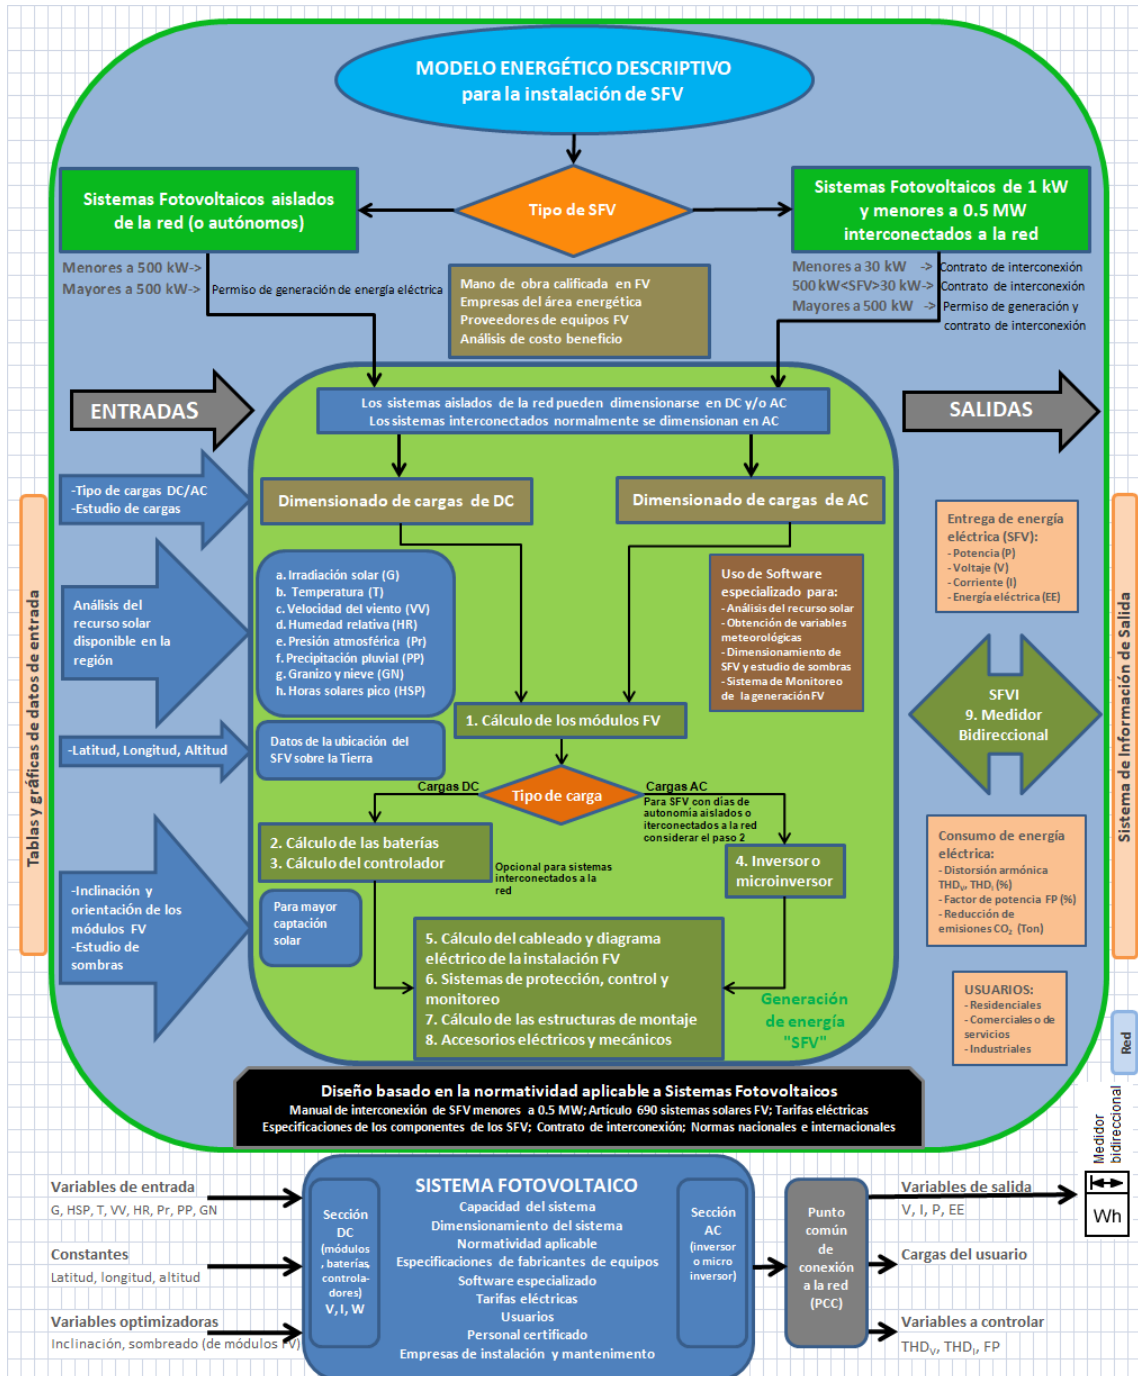 MODELO ENERGÉTICO DESCRIPTIVO
para la instalación de SFV
Tipo de SFV
Sistemas Fotovoltaicos aislados
de la red (o autónomos)
Sistemas Fotovoltaicos de 1 kW
y menores a 0.5 MW
interconectados a la red
Menores a 500 kW->
Mayores a 500 kW-> Permiso de generación de energía eléctrica
Menores a 30 kW -> Contrato de interconexión
500 kW<SFV>30 kW-> Contrato de interconexión
Mayores a 500 kW -> Permiso de generación y
contrato de interconexión
Mano de obra calificada en FV
Empresas del área energética
Proveedores de equipos FV
Análisis de costo beneficio
ENTRADAS
SALIDAS
Los sistemas aislados de la red pueden dimensionarse en DC y/o AC
Los sistemas interconectados normalmente se dimensionan en AC
Dimensionado de cargas de DC
Dimensionado de cargas de AC
Tablas y gráficas de datos de entrada
-Tipo de cargas DC/AC
-Estudio de cargas
Análisis del
recurso solar
disponible en la
región
-Latitud, Longitud, Altitud
-Inclinación y
orientación de los
módulos FV
-Estudio de
sombras
a. Irradiación solar (G)
b. Temperatura (T)
c. Velocidad del viento (VV)
d. Humedad relativa (HR)
e. Presión atmosférica (Pr)
f. Precipitación pluvial (PP)
g. Granizo y nieve (GN)
h. Horas solares pico (HSP)
Datos de la ubicación del
SFV sobre la Tierra
Uso de Software
especializado para:
- Análisis del recurso solar
- Obtención de variables
meteorológicas
- Dimensionamiento de
SFV y estudio de sombras
- Sistema de Monitoreo
de la generación FV
1. Cálculo de los módulos FV
Tipo de carga
Cargas DC
Cargas AC
Para SFV con días de
autonomía aislados o
iterconectados a la red
considerar el paso 2
2. Cálculo de las baterías
3. Cálculo del controlador
Opcional para sistemas
interconectados a la
red
4. Inversor o
microinversor
Para mayor
captación
solar
5. Cálculo del cableado y diagrama
eléctrico de la instalación FV
6. Sistemas de protección, control y
monitoreo
7. Cálculo de las estructuras de montaje
8. Accesorios eléctricos y mecánicos
Generación
de energía
"SFV"
Entrega de energía
eléctrica (SFV):
- Potencia (P)
- Voltaje (V)
- Corriente (I)
- Energía eléctrica (EE)
SFVI
9. Medidor
Bidireccional
Consumo de energía
eléctrica:
- Distorsión armónica
THDV, THDI (%)
- Factor de potencia FP (%)
- Reducción de
emisiones CO2 (Ton)
USUARIOS:
- Residenciales
- Comerciales o de
servicios
- Industriales
Sistema de Información de Salida
Red
Diseño basado en la normatividad aplicable a Sistemas Fotovoltaicos
Manual de interconexión de SFV menores a 0.5 MW; Artículo 690 sistemas solares FV; Tarifas eléctricas
Especificaciones de los componentes de los SFV; Contrato de interconexión; Normas nacionales e internacionales
Medidor
bidireccional
Wh
Variables de entrada
G, HSP, T, VV, HR, Pr, PP, GN
Constantes
Latitud, longitud, altitud
Variables optimizadoras
Inclinación, sombreado (de módulos FV)
Sección
DC
(módulos
, baterías,
controla-
dores)
V, I, W
SISTEMA FOTOVOLTAICO
Capacidad del sistema
Dimensionamiento del sistema
Normatividad aplicable
Especificaciones de fabricantes de equipos
Software especializado
Tarifas eléctricas
Usuarios
Personal certificado
Empresas de instalación y mantenimiento
Sección
AC
(inversor
o micro
inversor)
Punto
común
de
conexión
a la red
(PCC)
Variables de salida
V, I, P, EE
Cargas del usuario
Variables a controlar
THDV, THDI, FP